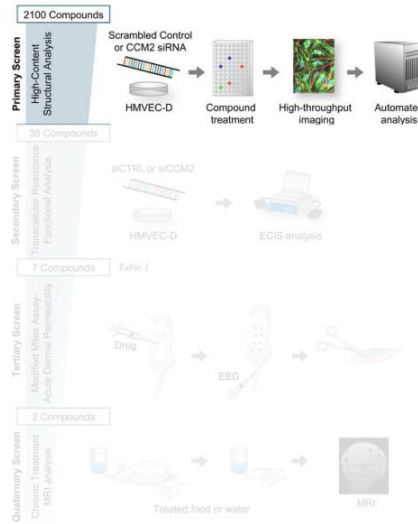 2100 Compounds
Primary Screen
High-Content
Structural Analysis
Scrambled Control
or CCM2 siRNA
HMVEC-D
Compound
treatment
High-throughput
imaging
Automated
analysis
38 Compounds
Secondary Screen
Transcellular Resistance
Functional Analysis
siCTRL or siCCM2
HMVEC-D
ECIS analysis
7 Compounds
Table 1
Tertiary Screen
Modified Miles Assay-
Acute Dermal Permeability
Drug
EBD
2 Compounds
Quaternary Screen
Chronic Treatment
MRI analysis
Treated food or water
MRI